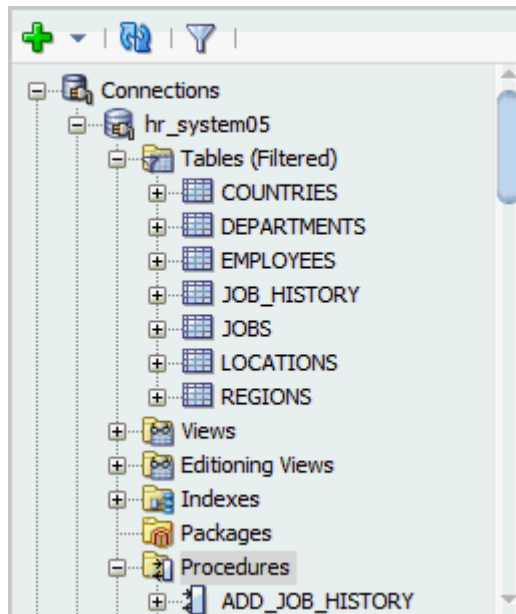 Connections
hr_system05
Tables (Filtered)
COUNTRIES
DEPARTMENTS
EMPLOYEES
JOB_HISTORY
JOBS
LOCATIONS
REGIONS
Views
Editioning Views
Indexes
Packages
Procedures
ADD_JOB_HISTORY